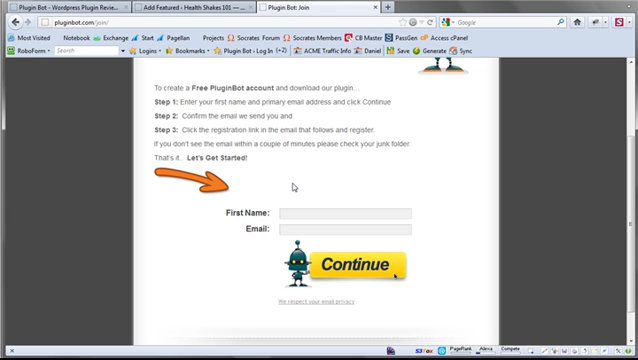 Plugin Bot - Wordpress Plugin Revie...
Add Featured - Health Shakes 101 — ...
Plugin Bot: Join
pluginbot.com/join/
Google
Most Visited
Notebook
Exchange
Start
Pagellan
Projects
Socrates Forum
Socrates Members
CB Master
PassGen
Access cPanel
RoboForm
Logins
Bookmarks
Plugin Bot - Log In (+2)
ACME Traffic Info
Daniel
Save
Generate
Sync
To create a Free PluginBot account and download our plugin...
Step 1: Enter your first name and primary email address and click Continue
Step 2: Confirm the email we send you and
Step 3: Click the registration link in the email that follows and register.
If you don't see the email within a couple of minutes please check your junk folder.
That's it. Let's Get Started!
First Name:
Email:
Continue
We respect your email privacy
S3Fox
PageRank
Alexa
Compete